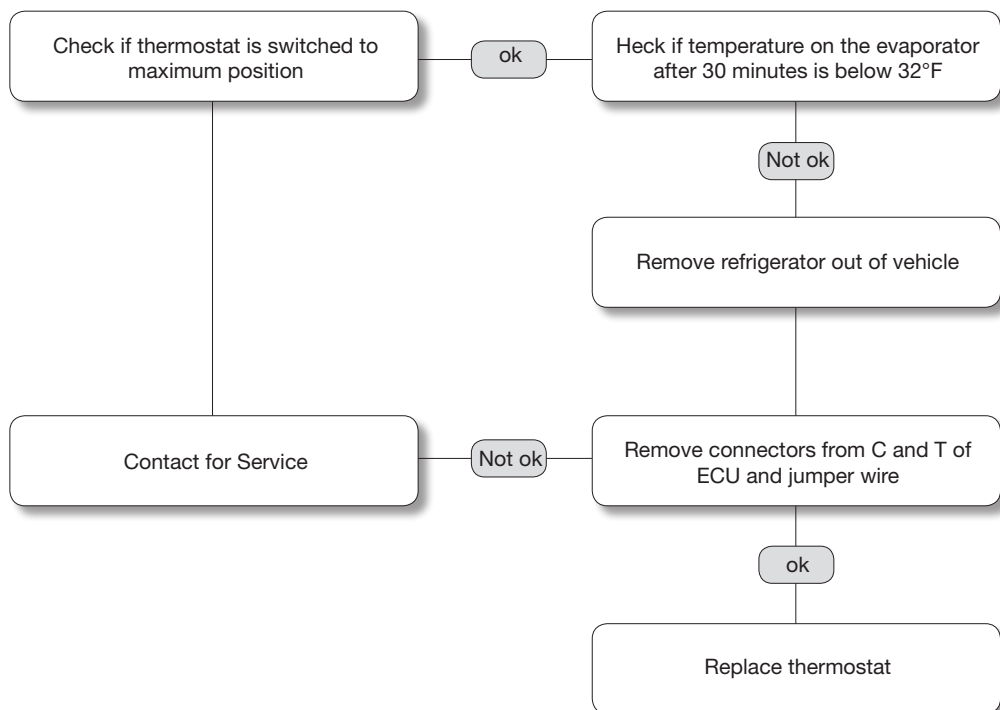 Check if thermostat is switched to
maximum position
ok
Heck if temperature on the evaporator
after 30 minutes is below 32°F
Not ok
Remove refrigerator out of vehicle
Contact for Service
Not ok
Remove connectors from C and T of
ECU and jumper wire
ok
Replace thermostat